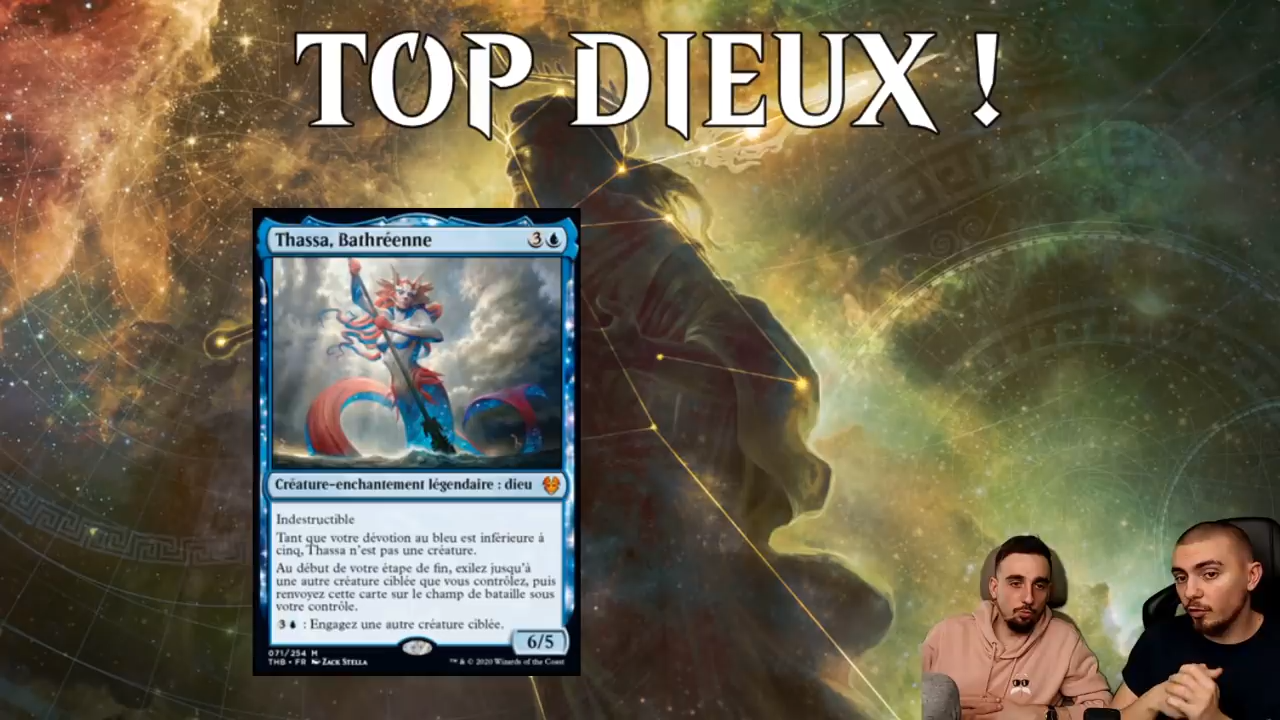 TOP DIEUX !
Thassa, Bathréenne 3
Créature-enchantement légendaire : dieu
Indestructible
Tant que votre dévotion au bleu est inférieure à
cinq, Thassa n'est pas une créature.
Au début de votre étape de fin, exilez jusqu'à
une autre créature ciblée que vous contrôlez, puis
renvoyez cette carte sur le champ de bataille sous
votre contrôle.
3 : Engagez une autre créature ciblée.
6/5
071/254 M
THB • FR Zack Stella
™ & © 2020 Wizards of the Coast